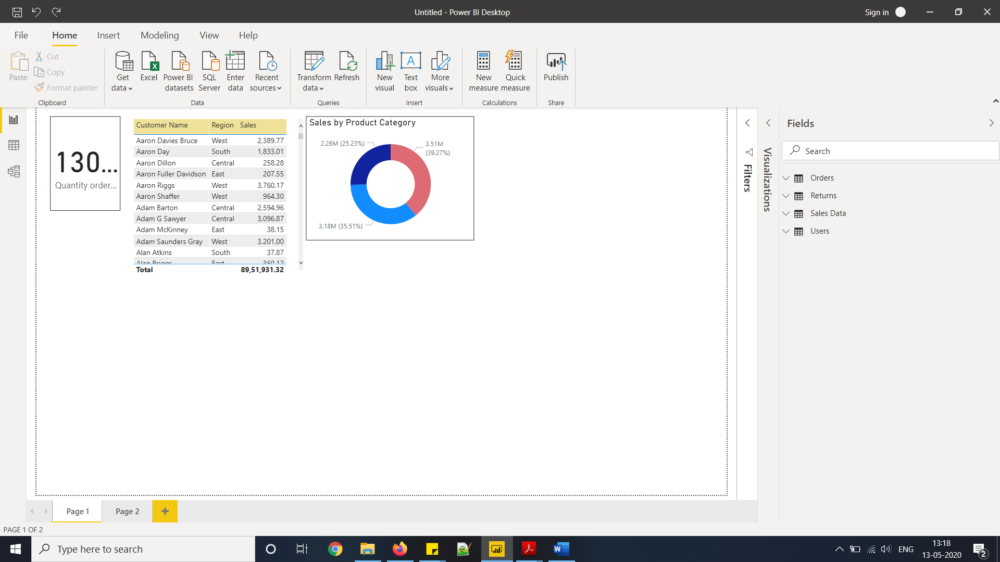 Untitled - Power BI Desktop
Sign in
File Home Insert Modeling View Help
Paste
Cut
Copy
Format painter
Clipboard
Get data
Excel
Power BI datasets
SQL Server
Enter data
Recent sources
Data
Transform data
Refresh
Queries
New visual
Text box
More visuals
Insert
New measure
Quick measure
Calculations
Publish
Share
130...
Quantity order...
Customer Name Region Sales
Aaron Davies Bruce West 2,389.77
Aaron Day South 1,833.01
Aaron Dillon Central 258.28
Aaron Fuller Davidson East 207.55
Aaron Riggs West 3,760.17
Aaron Shaffer West 964.30
Adam Barton Central 2,594.96
Adam G Sawyer Central 3,096.87
Adam McKinney East 38.15
Adam Saunders Gray West 3,201.00
Alan Atkins South 37.87
Alan Briggs East 360.12
Total 89,51,931.32
Sales by Product Category
2.26M (25.23%)
3.51M
(39.27%)
3.18M (35.51%)
Filters
Visualizations
Fields
Search
Orders
Returns
Sales Data
Users
Page 1
Page 2
PAGE 1 OF 2
Type here to search
ENG
13:18
13-05-2020
2